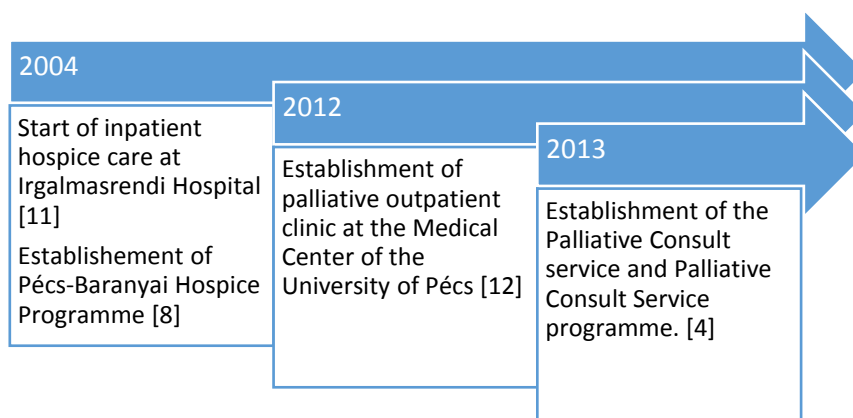 2004
Start of inpatient
hospice care at
Irgalmasrendi Hospital
[11]
Establishement of
Pécs-Baranyai Hospice
Programme [8]
2012
Establishment of
palliative outpatient
clinic at the Medical
Center of the
University of Pécs [12]
2013
Establishment of the
Palliative Consult
service and Palliative
Consult Service
programme. [4]